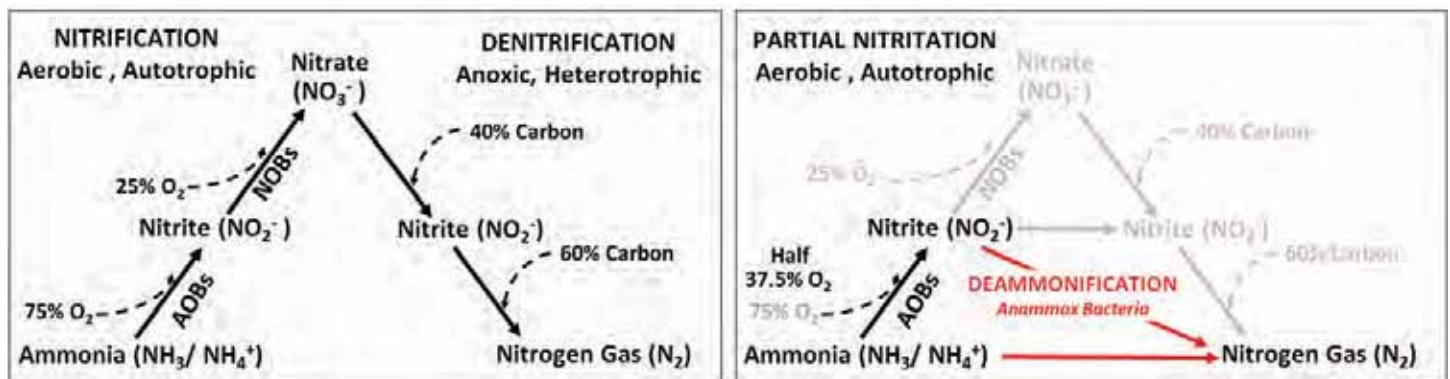 NITRIFICATION
Aerobic , Autotrophic
DENITRIFICATION
Anoxic, Heterotrophic
Nitrate
(NO₃⁻)
40% Carbon
NOBs
25% O₂
Nitrite (NO₂⁻)
Nitrite (NO₂⁻)
60% Carbon
75% O₂
AOBs
Ammonia (NH₃/ NH₄⁺)
Nitrogen Gas (N₂)
PARTIAL NITRITATION
Aerobic , Autotrophic
Nitrate
(NO₃⁻)
40% Carbon
NOBs
25% O₂
Nitrite (NO₂⁻)
Nitrite (NO₂⁻)
Half
37.5% O₂
75% O₂
AOBs
60% Carbon
DEAMMONIFICATION
Anammox Bacteria
Ammonia (NH₃/ NH₄⁺)
Nitrogen Gas (N₂)